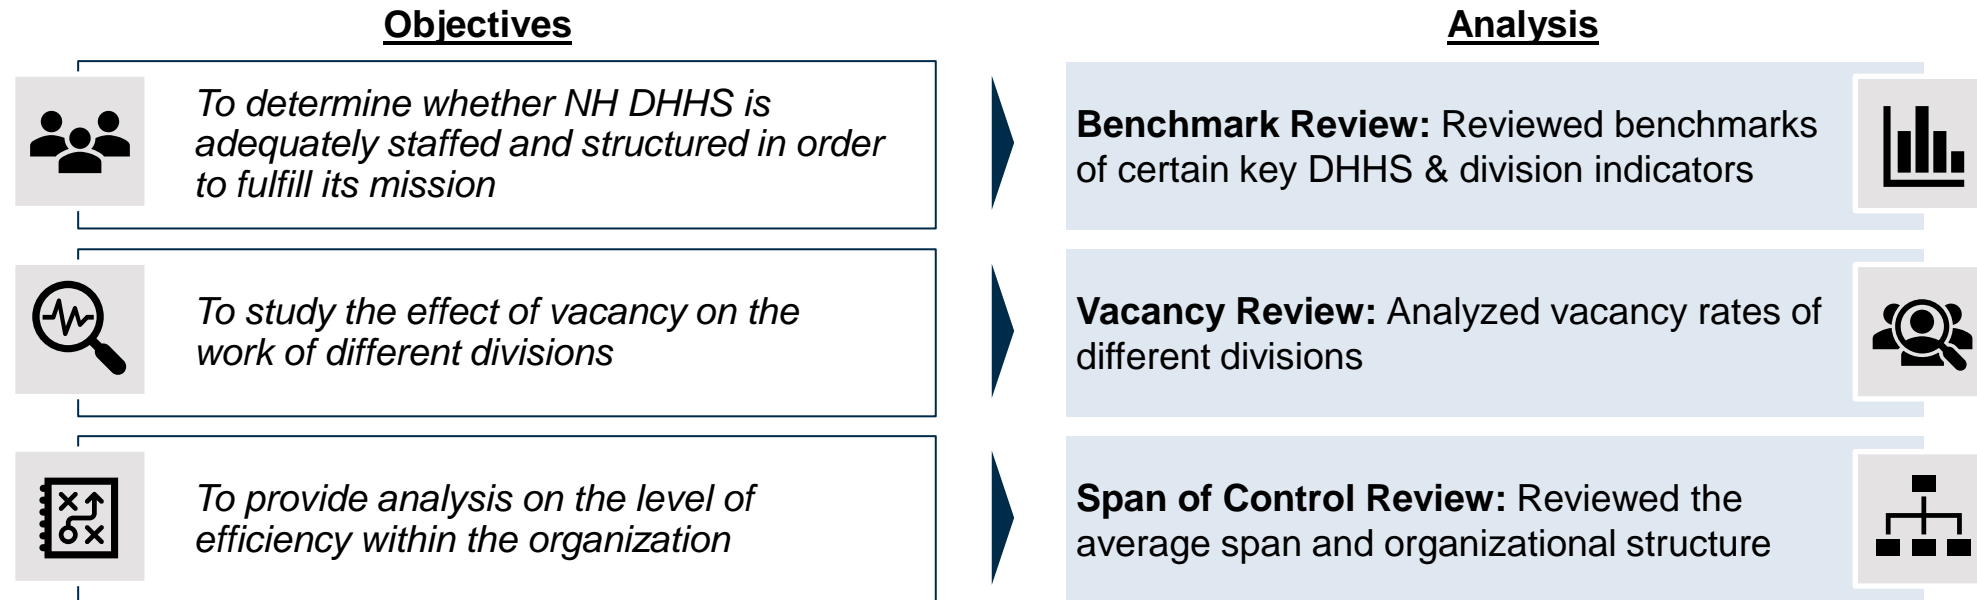 Objectives
Analysis
To determine whether NH DHHS is
adequately staffed and structured in order
to fulfill its mission
Benchmark Review: Reviewed benchmarks
of certain key DHHS & division indicators
To study the effect of vacancy on the
work of different divisions
Vacancy Review: Analyzed vacancy rates of
different divisions
To provide analysis on the level of
efficiency within the organization
Span of Control Review: Reviewed the
average span and organizational structure